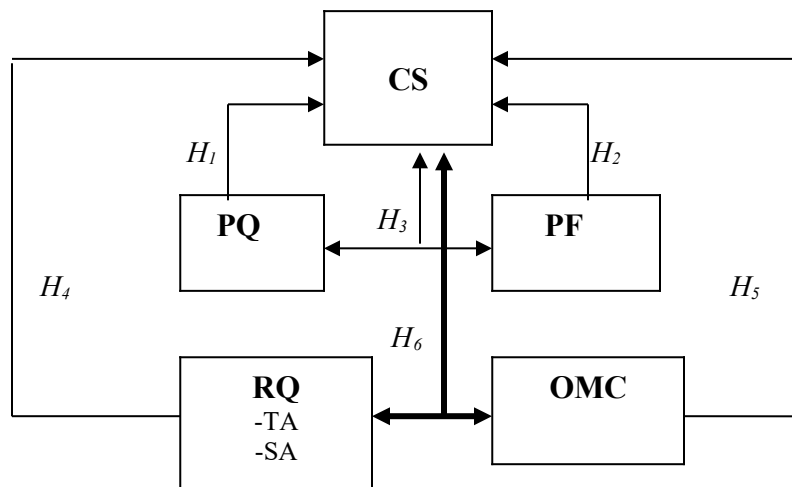 CS
H₁
H₂
PQ
H₃
PF
H₄
H₅
H₆
RQ
-TA
-SA
OMC